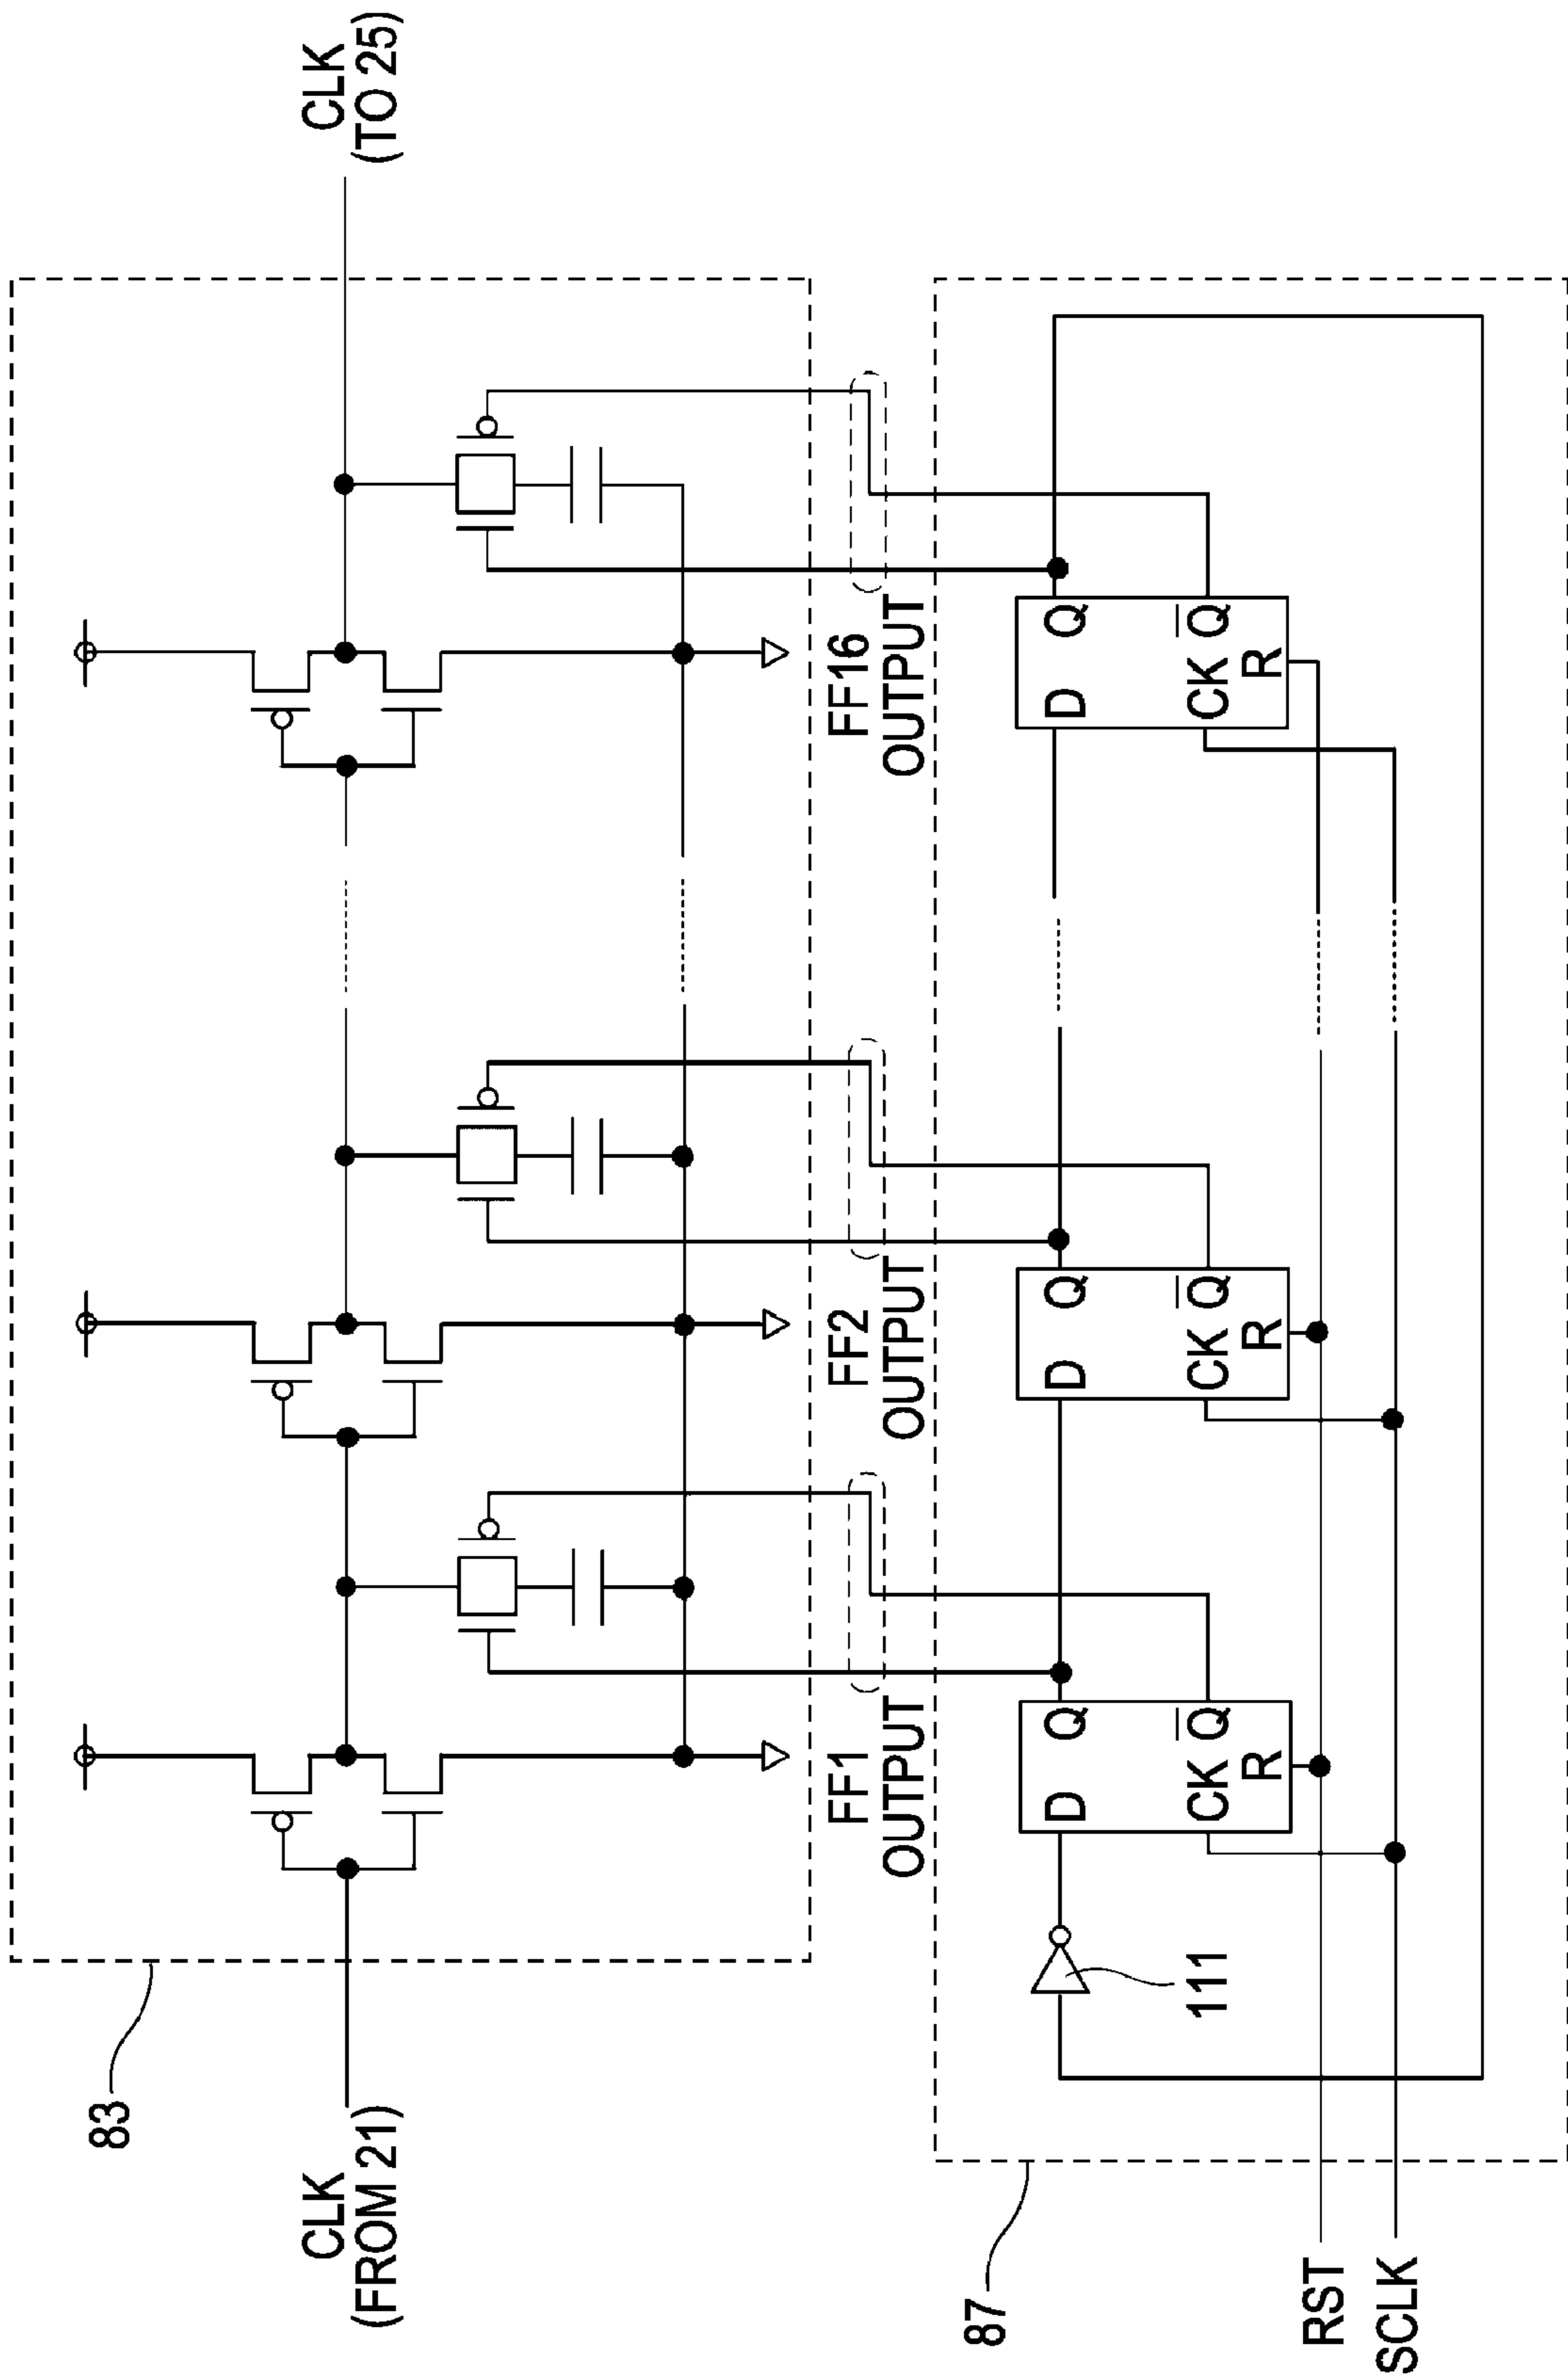 83
CLK
(FROM 21)
CLK
(TO 25)
FF1
OUTPUT
FF2
OUTPUT
FF16
OUTPUT
87
111
D Q
CK Q̅
R
D Q
CK Q̅
R
D Q
CK Q̅
R
RST
SCLK